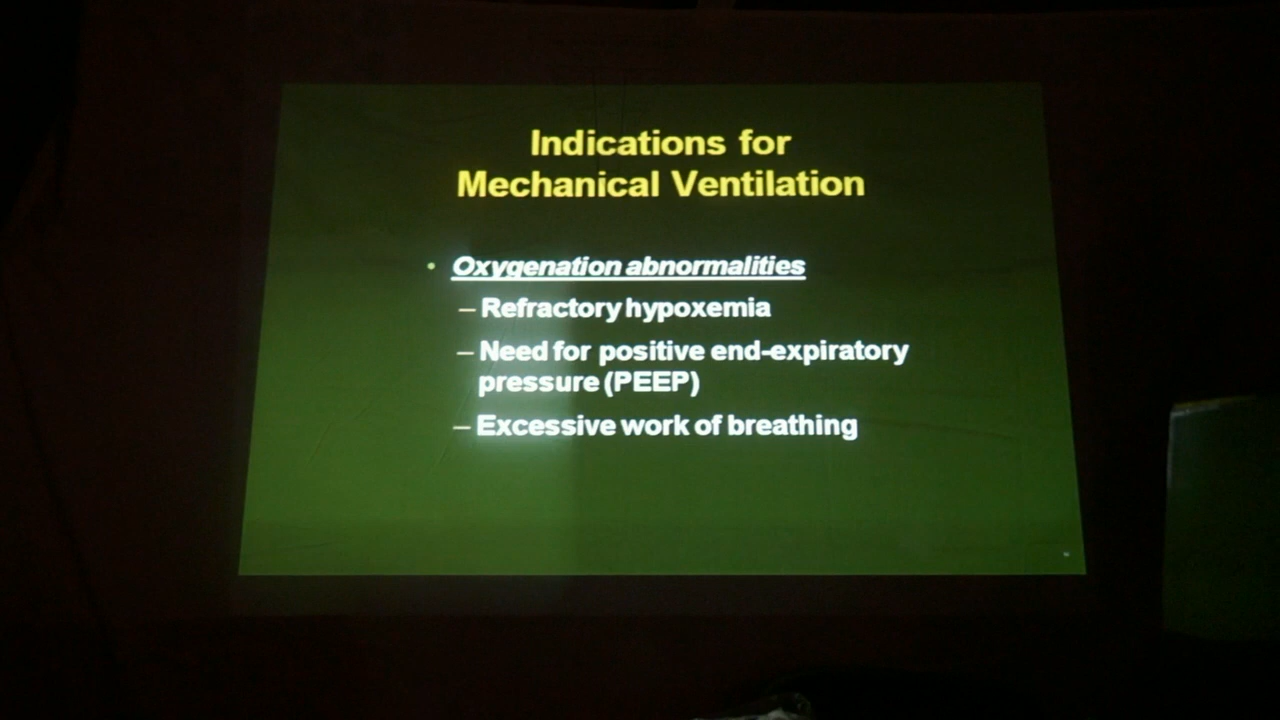 Indications for
Mechanical Ventilation
• Oxygenation abnormalities
– Refractory hypoxemia
– Need for positive end-expiratory
pressure (PEEP)
– Excessive work of breathing